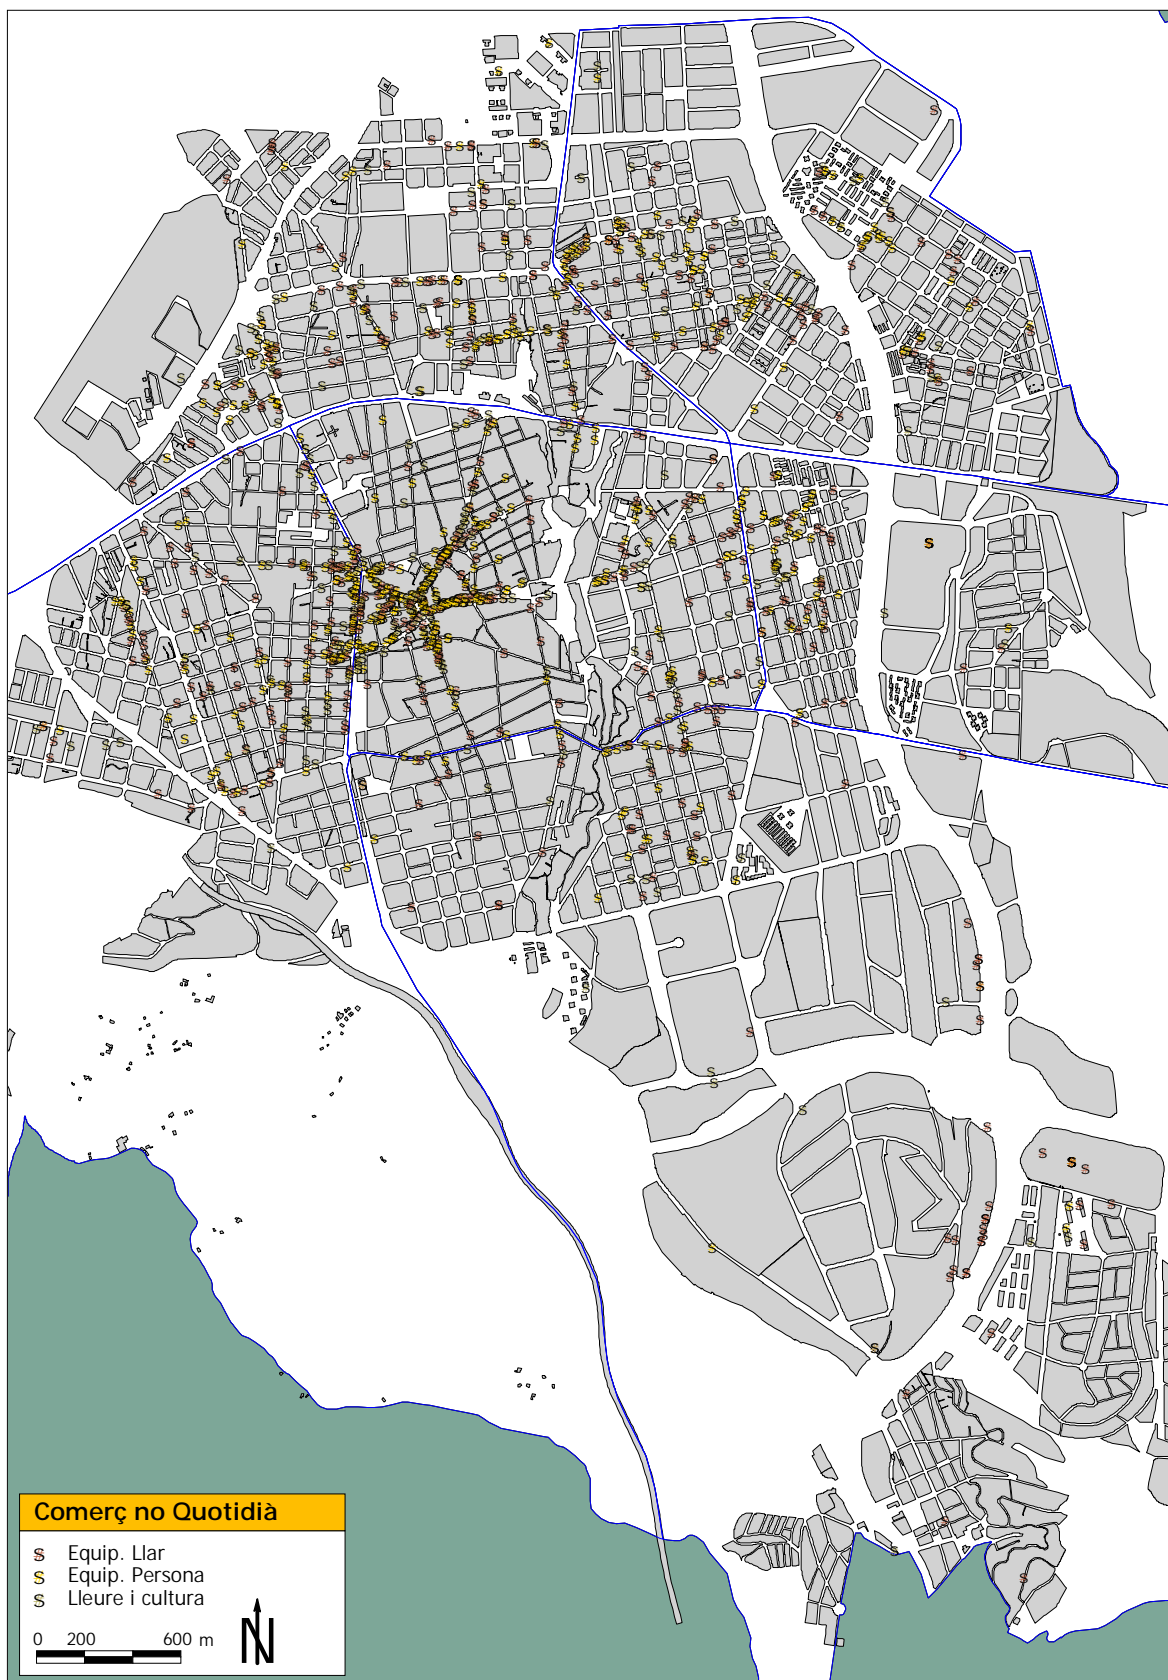 Comerç no Quotidià
S Equip. Llar
S Equip. Persona
S Lleure i cultura
0 200 600 m
N